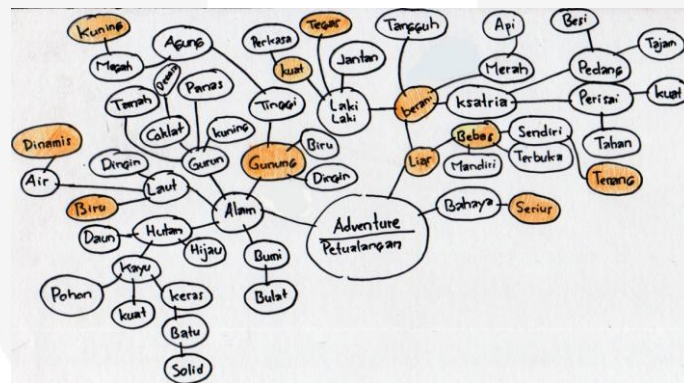 Kuning
Megah
Agung
Tegar
Perkasa
kuat
Jantan
Laki
Laki
Tangguh
Api
Merah
Besi
Tajan
Pedang
berani
ksatria
Perisai
kuat
Tahan
Panas
Tanah
Coklat
kuning
Gurun
Tinggi
Gunung
Biru
Dingin
Dinamis
Air
Dingin
Laut
Biru
Alam
Liar
Bebas
Sendiri
Mandiri
Terbuka
Tenang
Adventure
Petualangan
Bahaya
Serius
Daun
Hutan
Hijau
Bumi
Bulat
Kayu
Pohon
kuat
keras
Batu
Solid